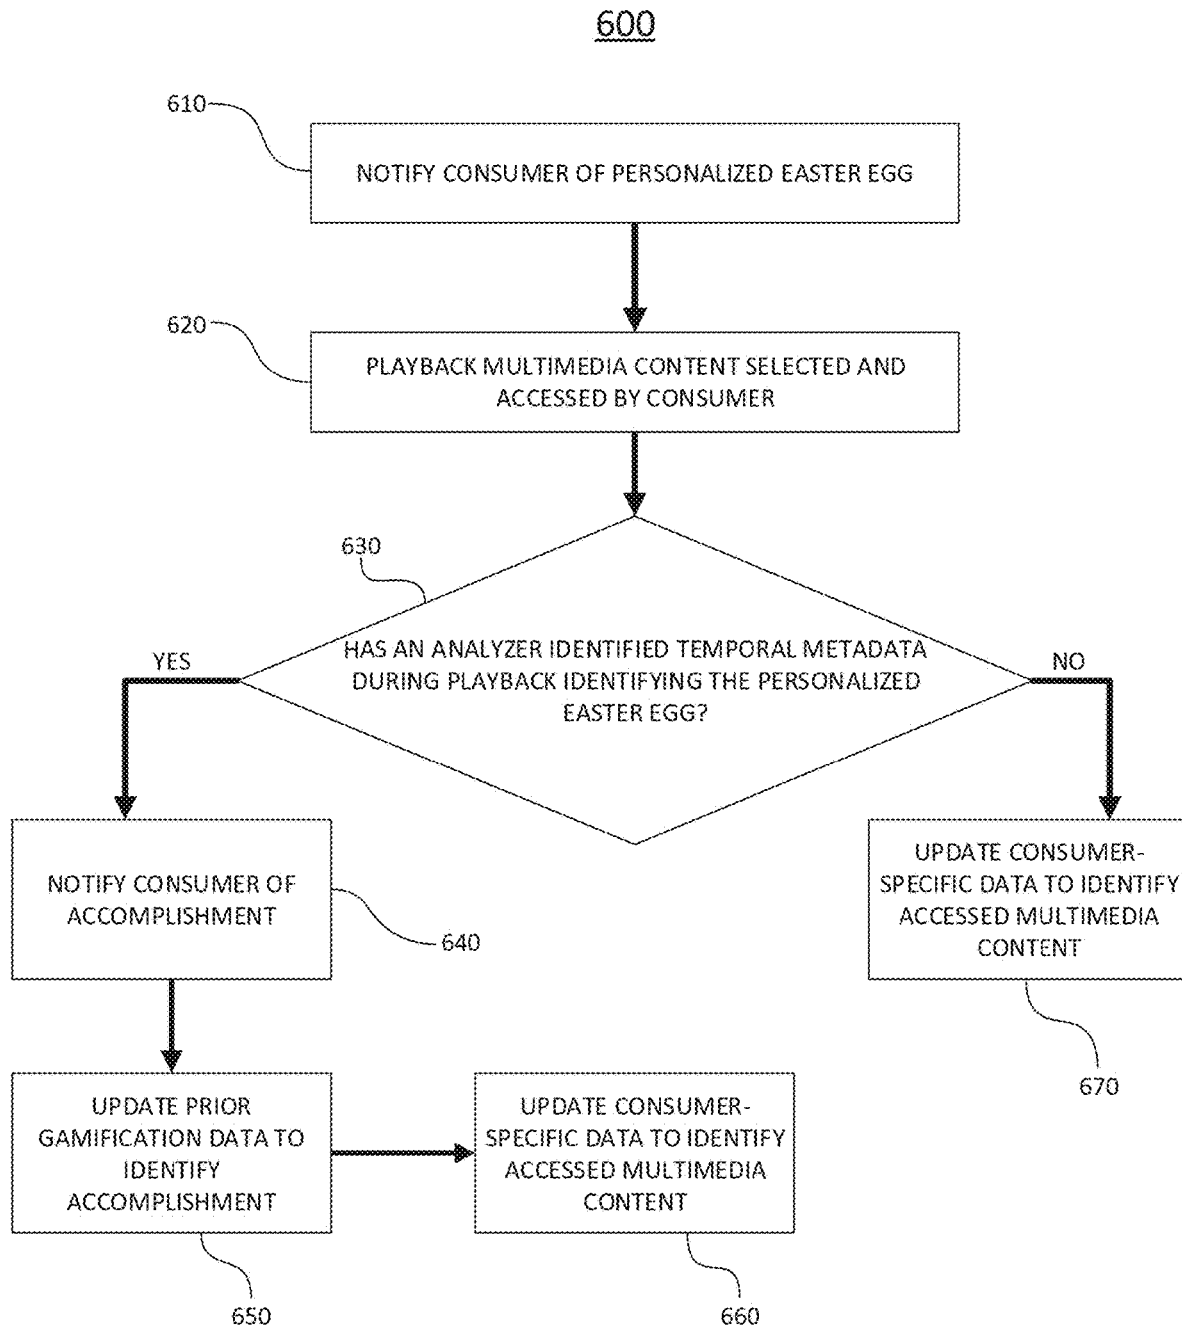 600
610
NOTIFY CONSUMER OF PERSONALIZED EASTER EGG
620
PLAYBACK MULTIMEDIA CONTENT SELECTED AND
ACCESSED BY CONSUMER
630
HAS AN ANALYZER IDENTIFIED TEMPORAL METADATA
DURING PLAYBACK IDENTIFYING THE PERSONALIZED
EASTER EGG?
YES
NO
NOTIFY CONSUMER OF
ACCOMPLISHMENT
640
UPDATE CONSUMER-
SPECIFIC DATA TO IDENTIFY
ACCESSED MULTIMEDIA
CONTENT
670
UPDATE PRIOR
GAMIFICATION DATA TO
IDENTIFY
ACCOMPLISHMENT
650
UPDATE CONSUMER-
SPECIFIC DATA TO IDENTIFY
ACCESSED MULTIMEDIA
CONTENT
660